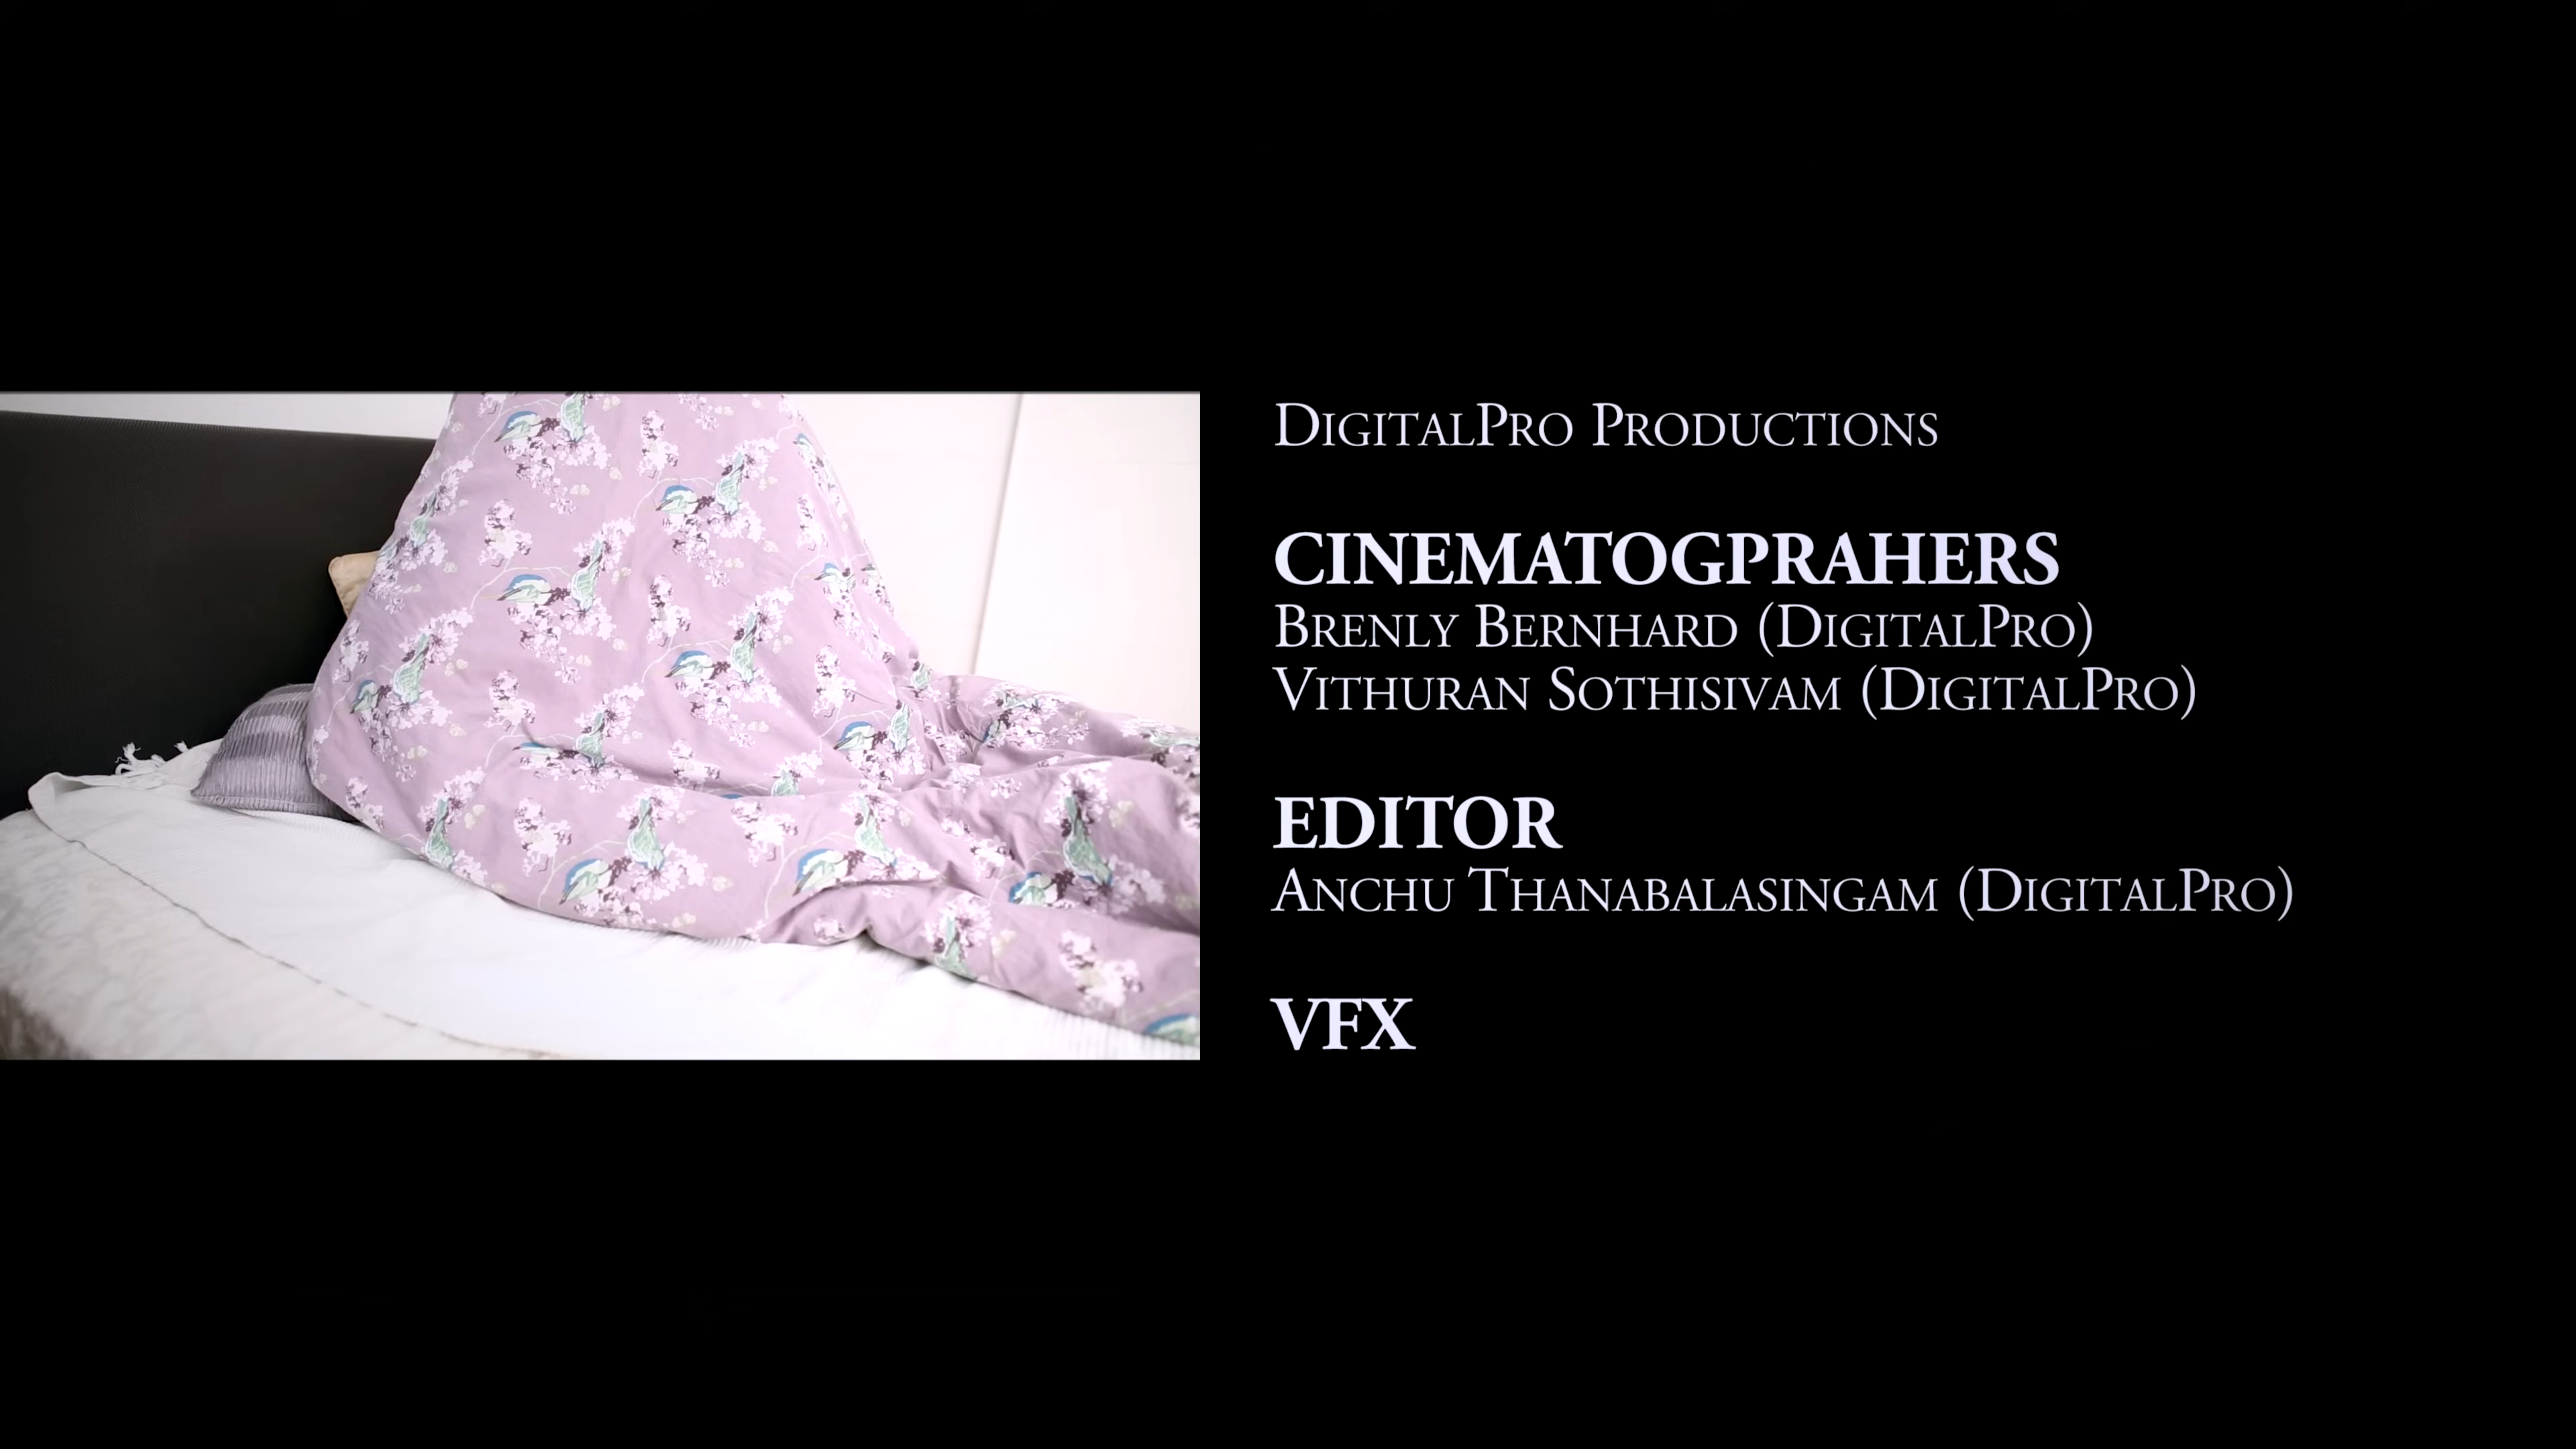 DigitalPro Productions
CINEMATOGPRAHERS
Brenly Bernhard (DigitalPro)
Vithuran Sothisivam (DigitalPro)
EDITOR
Anchu Thanabalasingam (DigitalPro)
VFX